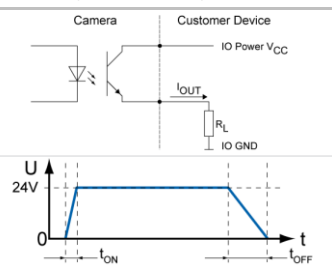 Camera
Customer Device
IO Power VCC
IOUT
RL
IO GND
U
24V
0
t
tON
tOFF